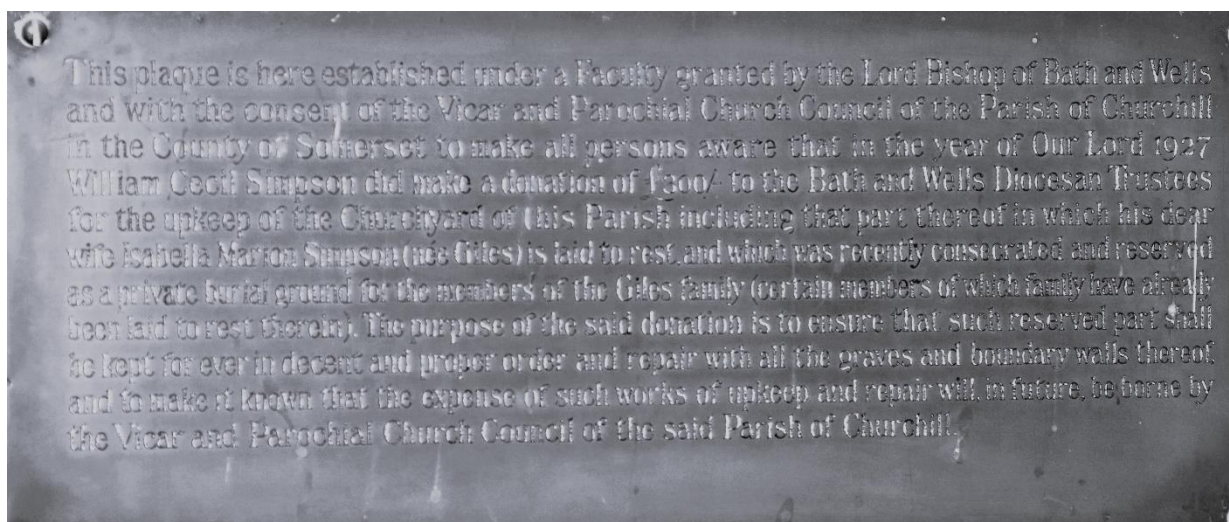 This plaque is here established under a Faculty granted by the Lord Bishop of Bath and Wells
and with the consent of the Vicar and Parochial Church Council of the Parish of Churchill
in the County of Somerset to make all persons aware that in the year of Our Lord 1927
William Cecil Simpson did make a donation of £300/- to the Bath and Wells Diocesan Trustees
for the upkeep of the Churchyard of this Parish including that part thereof in which his dear
wife Isabella Marion Simpson (née Giles) is laid to rest, and which was recently consecrated and reserved
as a private burial ground for the members of the Giles family (certain members of which family have already
been laid to rest therein). The purpose of the said donation is to ensure that such reserved part shall
be kept for ever in decent and proper order and repair with all the graves and boundary walls thereof,
and to make it known that the expense of such works of upkeep and repair will, in future, be borne by
the Vicar and Parochial Church Council of the said Parish of Churchill.